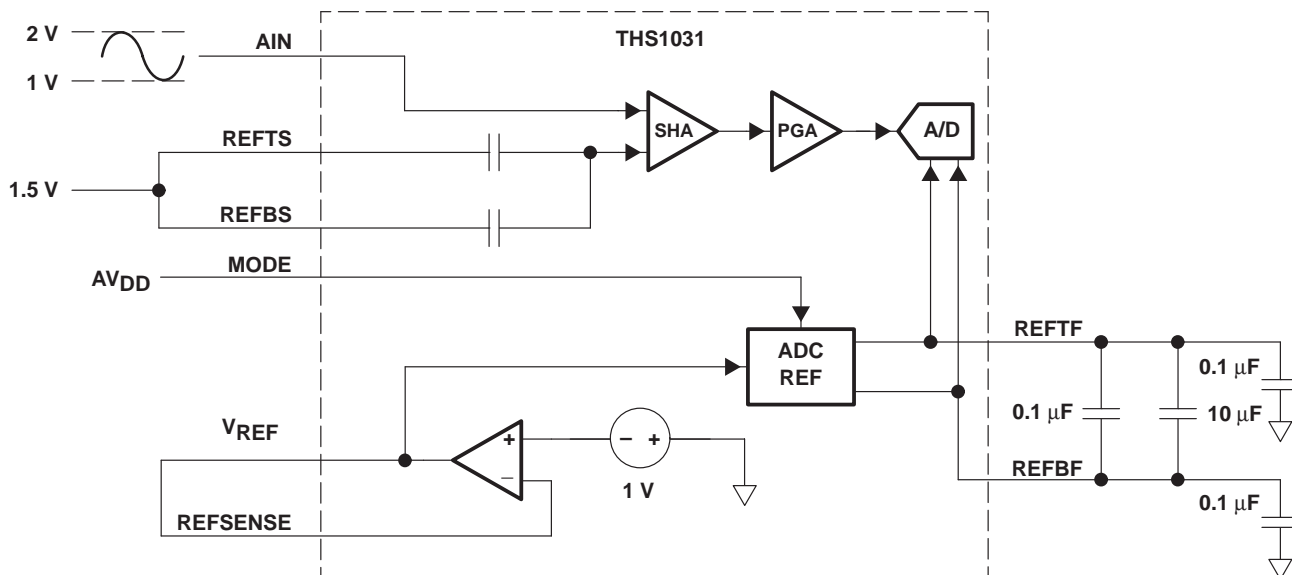 THS1031
2 V
1 V
AIN
SHA
PGA
A/D
REFTS
1.5 V
REFBS
MODE
AVDD
ADC
REF
REFTF
0.1 μF
0.1 μF
10 μF
VREF
+
−
− +
1 V
REFBF
REFSENSE
0.1 μF